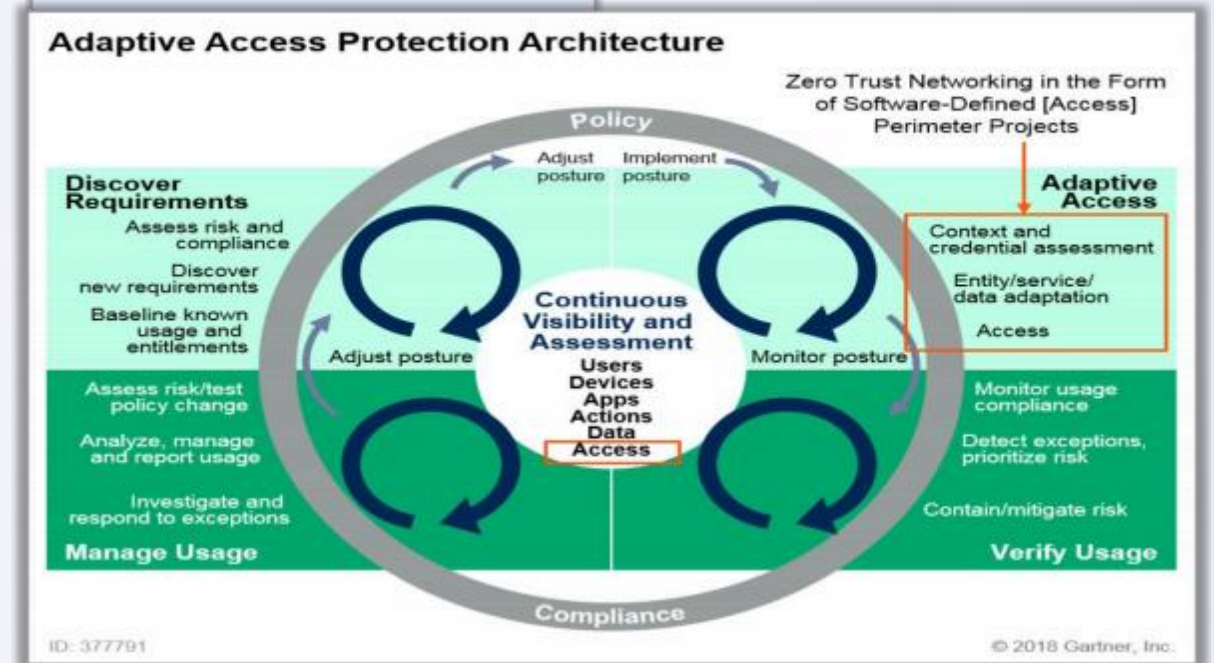 Adaptive Access Protection Architecture
Zero Trust Networking in the Form
of Software-Defined [Access]
Perimeter Projects
Policy
Adjust
posture
Implement
posture
Discover
Requirements
Assess risk and
compliance
Discover
new requirements
Baseline known
usage and
entitlements
Adaptive
Access
Context and
credential assessment
Entity/service/
data adaptation
Access
Continuous
Visibility and
Assessment
Users
Devices
Apps
Actions
Data
Access
Adjust posture
Monitor posture
Assess risk/test
policy change
Analyze, manage
and report usage
Investigate and
respond to exceptions
Manage Usage
Monitor usage
compliance
Detect exceptions,
prioritize risk
Contain/mitigate risk
Verify Usage
Compliance
ID: 377791
© 2018 Gartner, Inc.